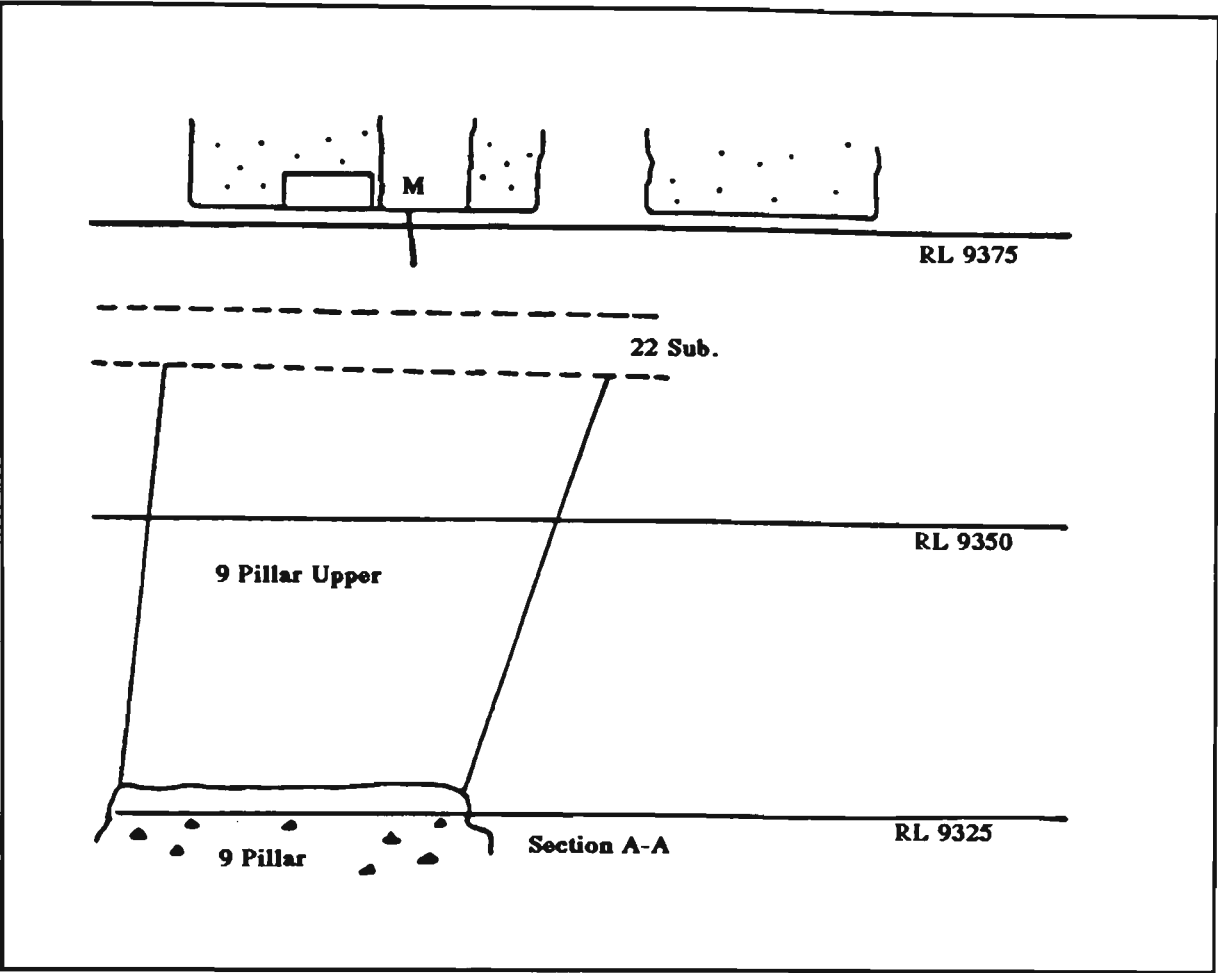 M
RL 9375
22 Sub.
RL 9350
9 Pillar Upper
RL 9325
Section A-A
9 Pillar